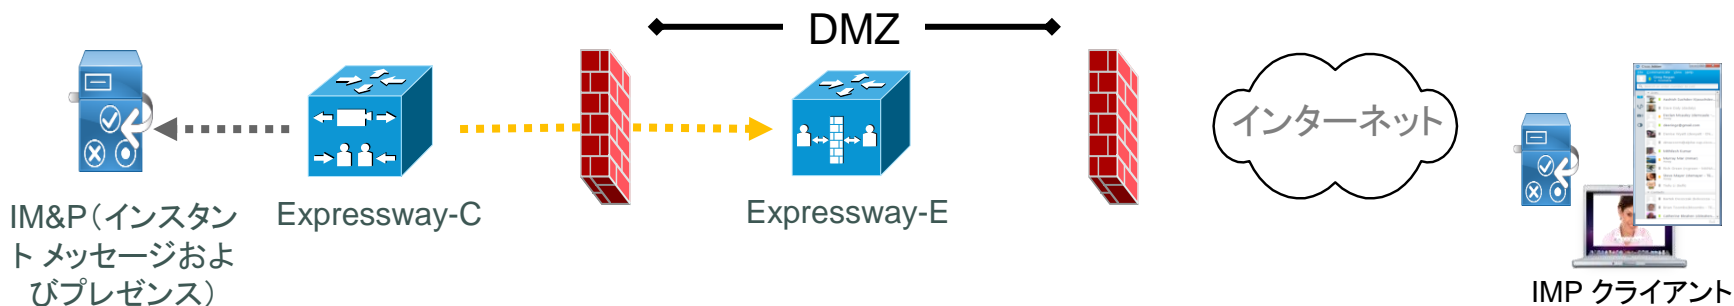 DMZ
インターネット
IM&P（インスタン
ト メッセージおよ
びプレゼンス）
Expressway-C
Expressway-E
IMP クライアント